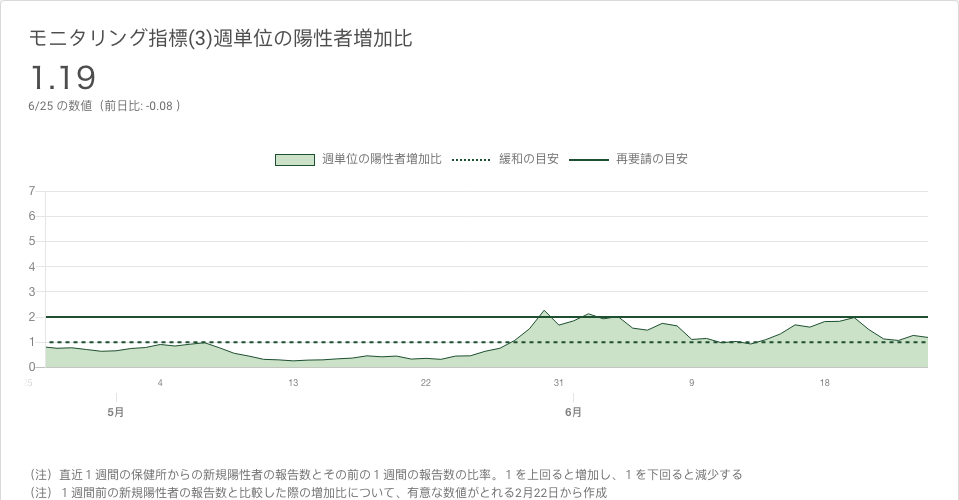 モニタリング指標(3)週単位の陽性者増加比
1.19
6/25 の数値（前日比: -0.08 ）
週単位の陽性者増加比 緩和の目安 再要請の目安
7
6
5
4
3
2
1
0
4 13 22 31 9 18
5月 6月
（注）直近１週間の保健所からの新規陽性者の報告数とその前の１週間の報告数の比率。１を上回ると増加し、１を下回ると減少する
（注）１週間前の新規陽性者の報告数と比較した際の増加比について、有意な数値がとれる2月22日から作成